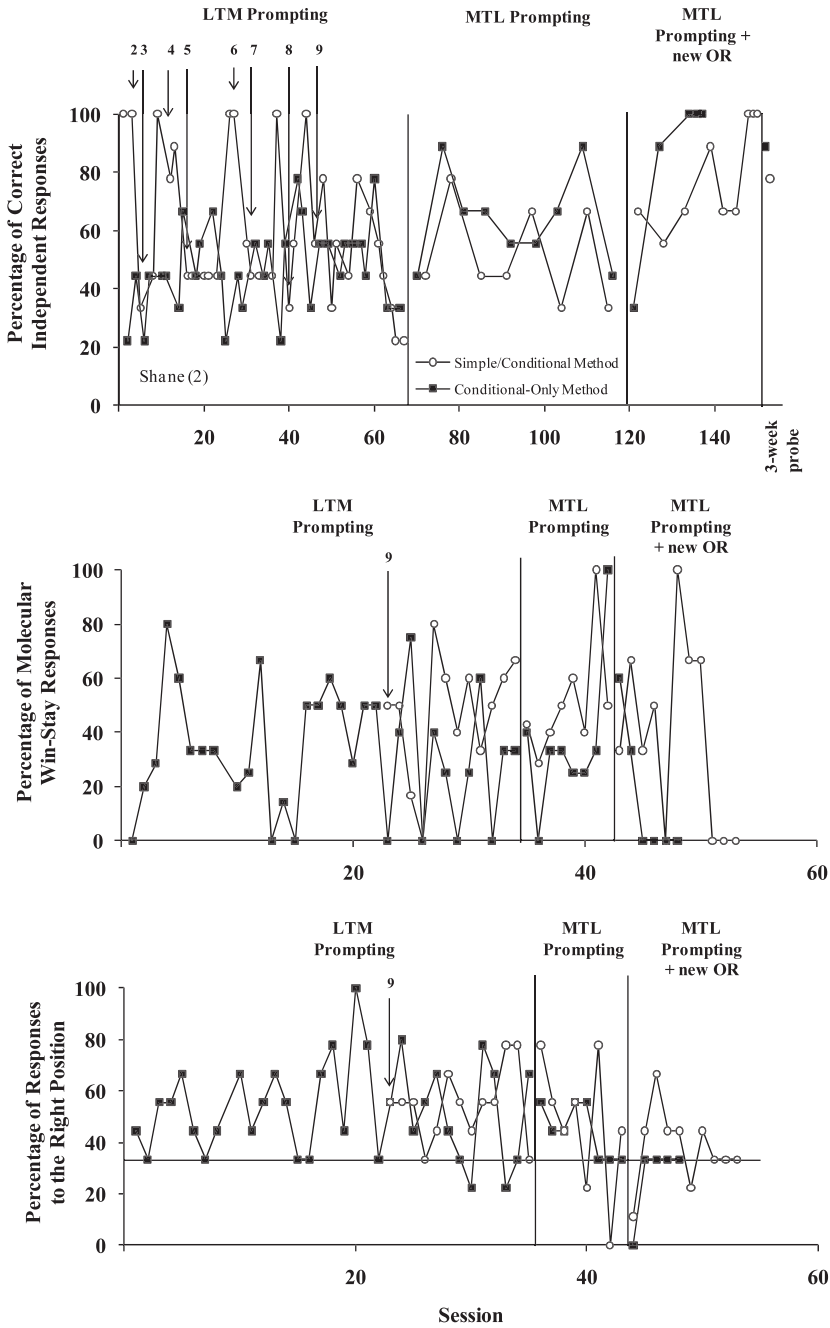 LTM Prompting
MTL Prompting
MTL
Prompting +
new OR
2 3 4 5 6 7 8 9
Percentage of Correct
Independent Responses
100
80
60
40
20
0
Shane (2)
Simple/Conditional Method
Conditional-Only Method
20 40 60 80 100 120 140
3-week
probe
LTM
Prompting
MTL
Prompting
MTL
Prompting
+ new OR
9
Percentage of Molecular
Win-Stay Responses
100
80
60
40
20
0
20 40 60
LTM
Prompting
MTL
Prompting
MTL
Prompting
+ new OR
9
Percentage of Responses
to the Right Position
100
80
60
40
20
0
20 40 60
Session